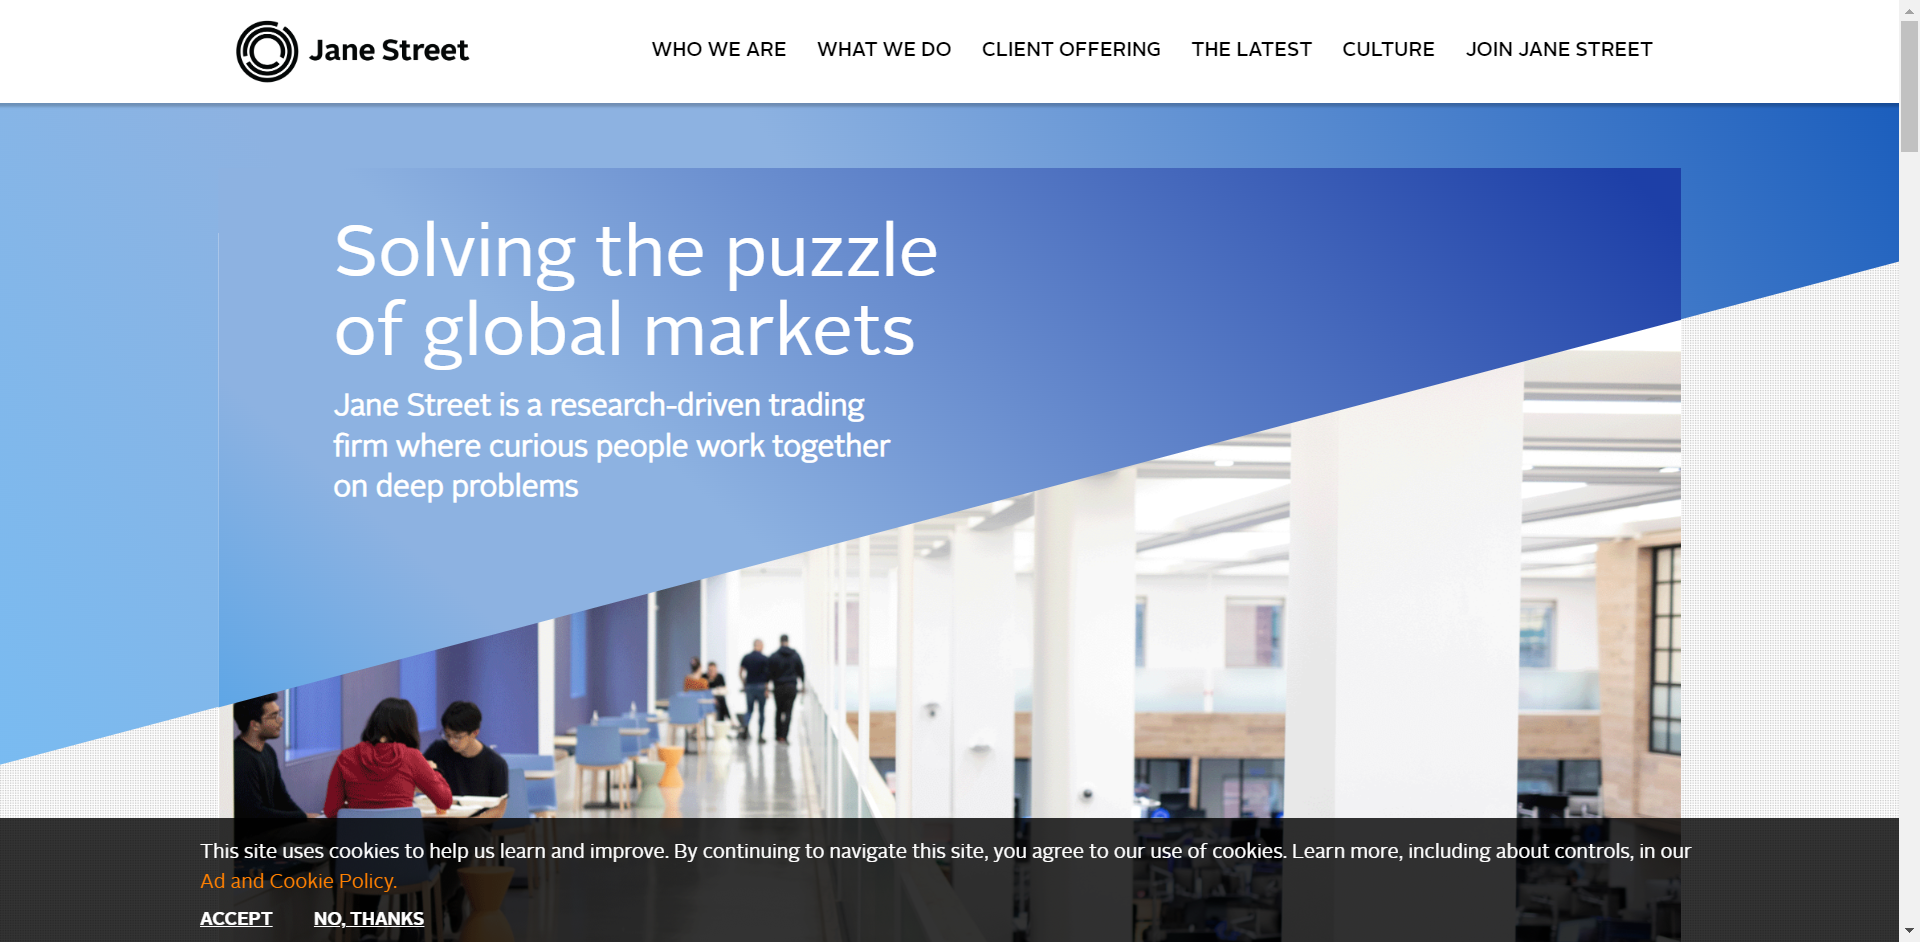 Jane Street
WHO WE ARE
WHAT WE DO
CLIENT OFFERING
THE LATEST
CULTURE
JOIN JANE STREET
Solving the puzzle
of global markets
Jane Street is a research-driven trading
firm where curious people work together
on deep problems
This site uses cookies to help us learn and improve. By continuing to navigate this site, you agree to our use of cookies. Learn more, including about controls, in our
Ad and Cookie Policy.
ACCEPT
NO, THANKS